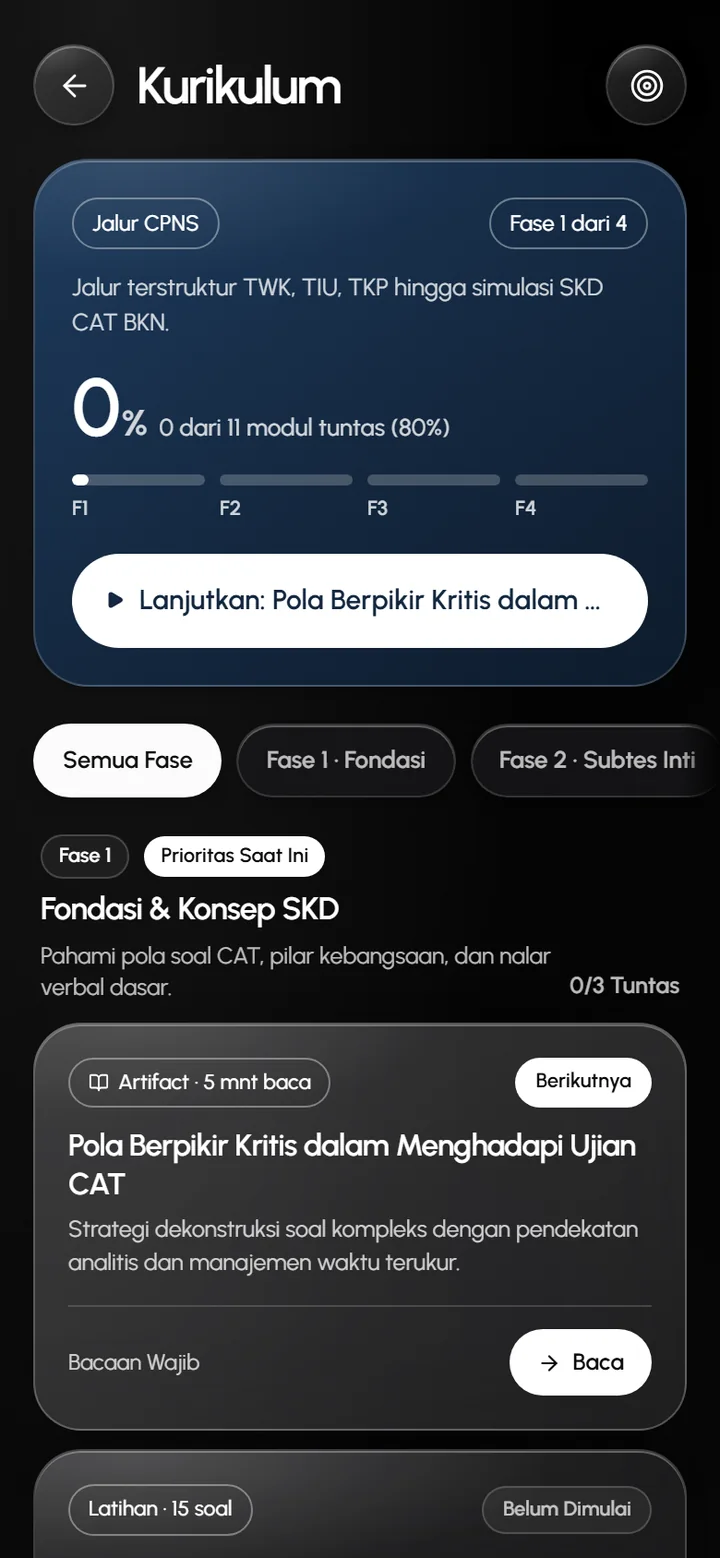 Kurikulum
Jalur CPNS
Fase 1 dari 4
Jalur terstruktur TWK, TIU, TKP hingga simulasi SKD
CAT BKN.
0% 0 dari 11 modul tuntas (80%)
F1 F2 F3 F4
Lanjutkan: Pola Berpikir Kritis dalam ...
Semua Fase
Fase 1 · Fondasi
Fase 2 · Subtes Inti
Fase 1
Prioritas Saat Ini
Fondasi & Konsep SKD
Pahami pola soal CAT, pilar kebangsaan, dan nalar
verbal dasar.
0/3 Tuntas
Artifact · 5 mnt baca
Berikutnya
Pola Berpikir Kritis dalam Menghadapi Ujian
CAT
Strategi dekonstruksi soal kompleks dengan pendekatan
analitis dan manajemen waktu terukur.
Bacaan Wajib
Baca
Latihan · 15 soal
Belum Dimulai